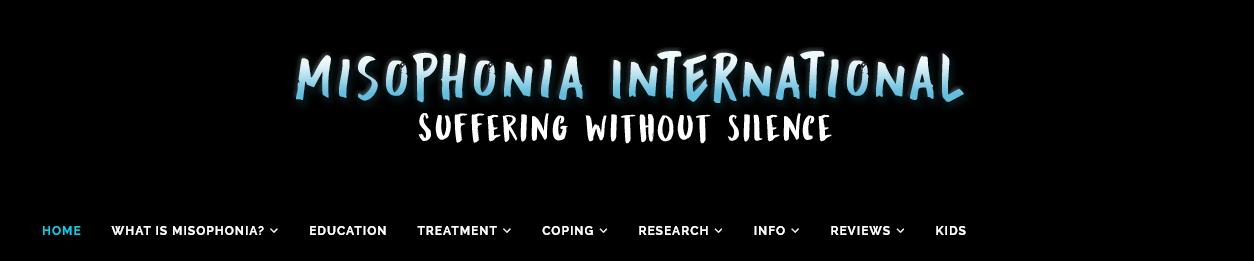 MISOPHONIA INTERNATIONAL
SUFFERING WITHOUT SILENCE
HOME WHAT IS MISOPHONIA? EDUCATION TREATMENT COPING RESEARCH INFO REVIEWS KIDS